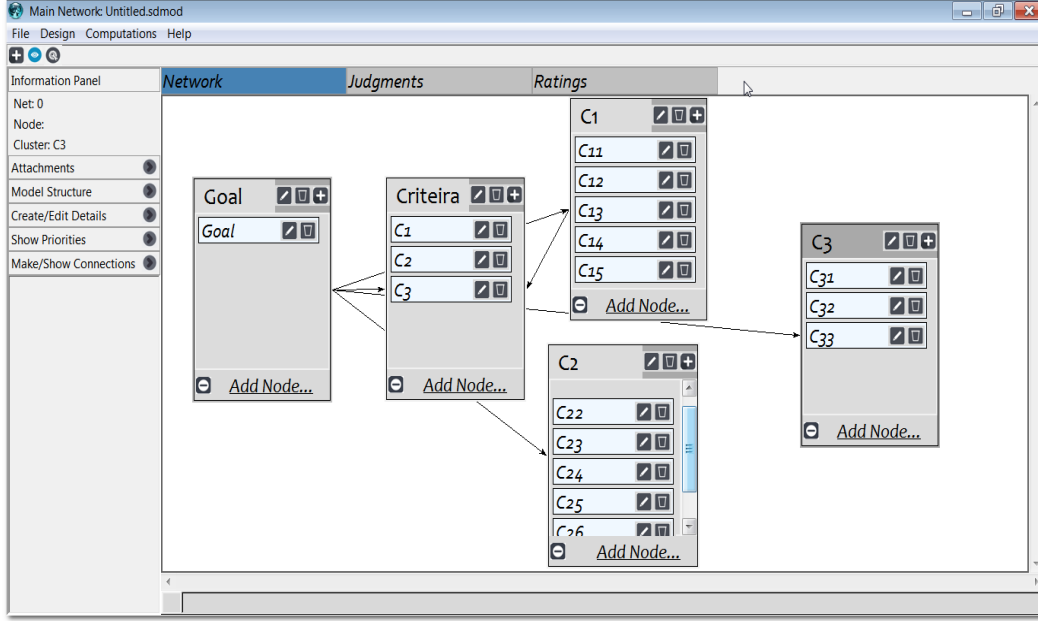 Main Network: Untitled.sdmod
File Design Computations Help
Information Panel
Net: 0
Node:
Cluster: C3
Attachments
Model Structure
Create/Edit Details
Show Priorities
Make/Show Connections
Network Judgments Ratings
Goal
Goal
Add Node...
Criteira
C1
C2
C3
Add Node...
C1
C11
C12
C13
C14
C15
Add Node...
C2
C22
C23
C24
C25
C26
Add Node...
C3
C31
C32
C33
Add Node...